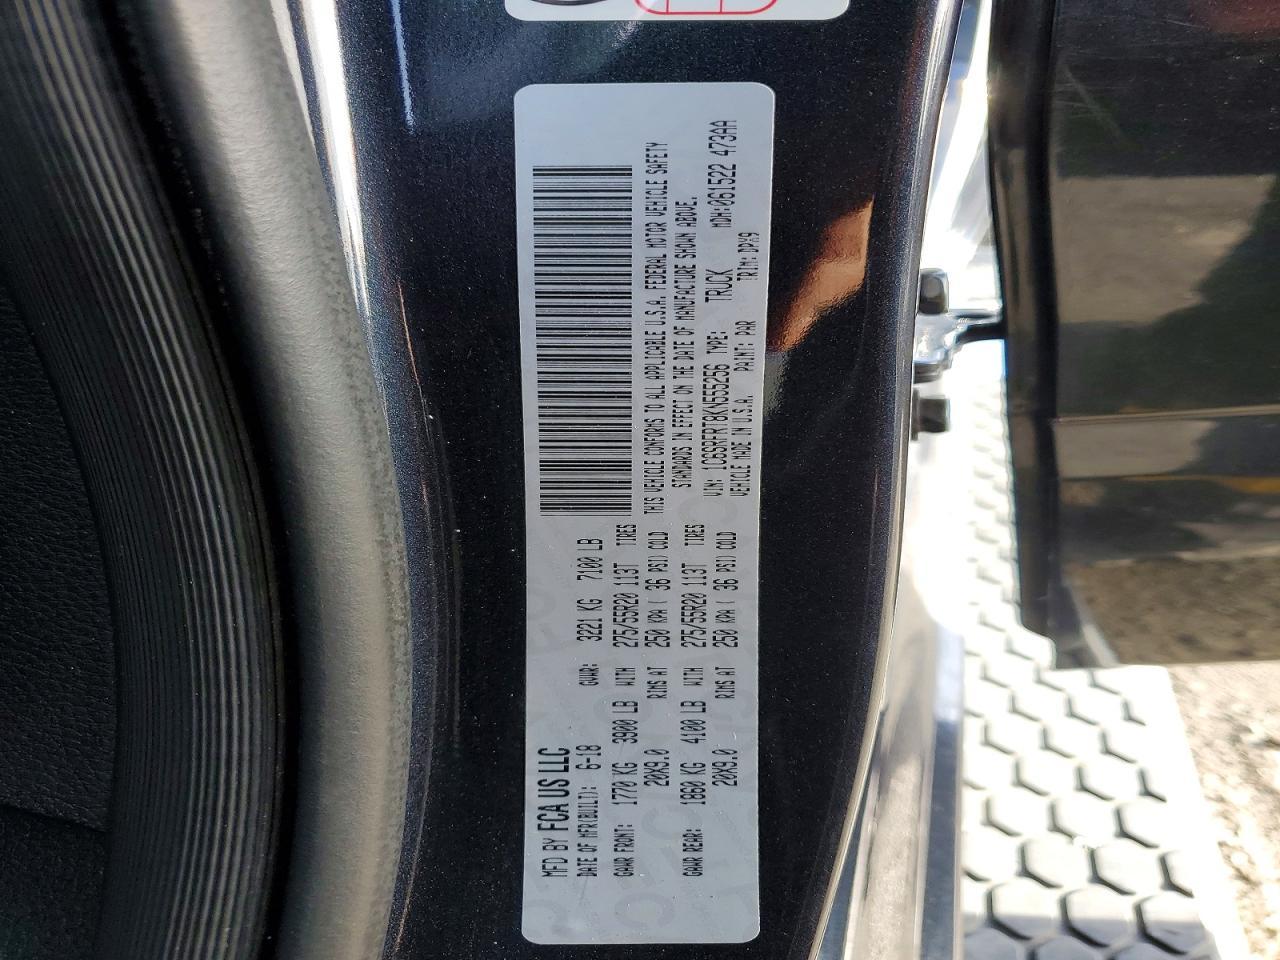 MFD BY FCA US LLC
DATE OF MFR(BUILT): 6-18 GVWR: 3221 KG 7100 LB
GAWR FRONT: 1770 KG 3900 LB WITH 275/55R20 113T TIRES
20X9.0 RIMS AT 250 KPA( 36 PSI) COLD
GAWR REAR: 1860 KG 4100 LB WITH 275/55R20 113T TIRES
20X9.0 RIMS AT 250 KPA( 36 PSI) COLD
THIS VEHICLE CONFORMS TO ALL APPLICABLE U.S.A. FEDERAL MOTOR VEHICLE SAFETY
STANDARDS IN EFFECT ON THE DATE OF MANUFACTURE SHOWN ABOVE.
VIN: 1C6SRFRT8KN555256 TYPE: TRUCK MDH:061522 473AA
VEHICLE MADE IN U.S.A. PAINT: PAR TRIM: DPX9